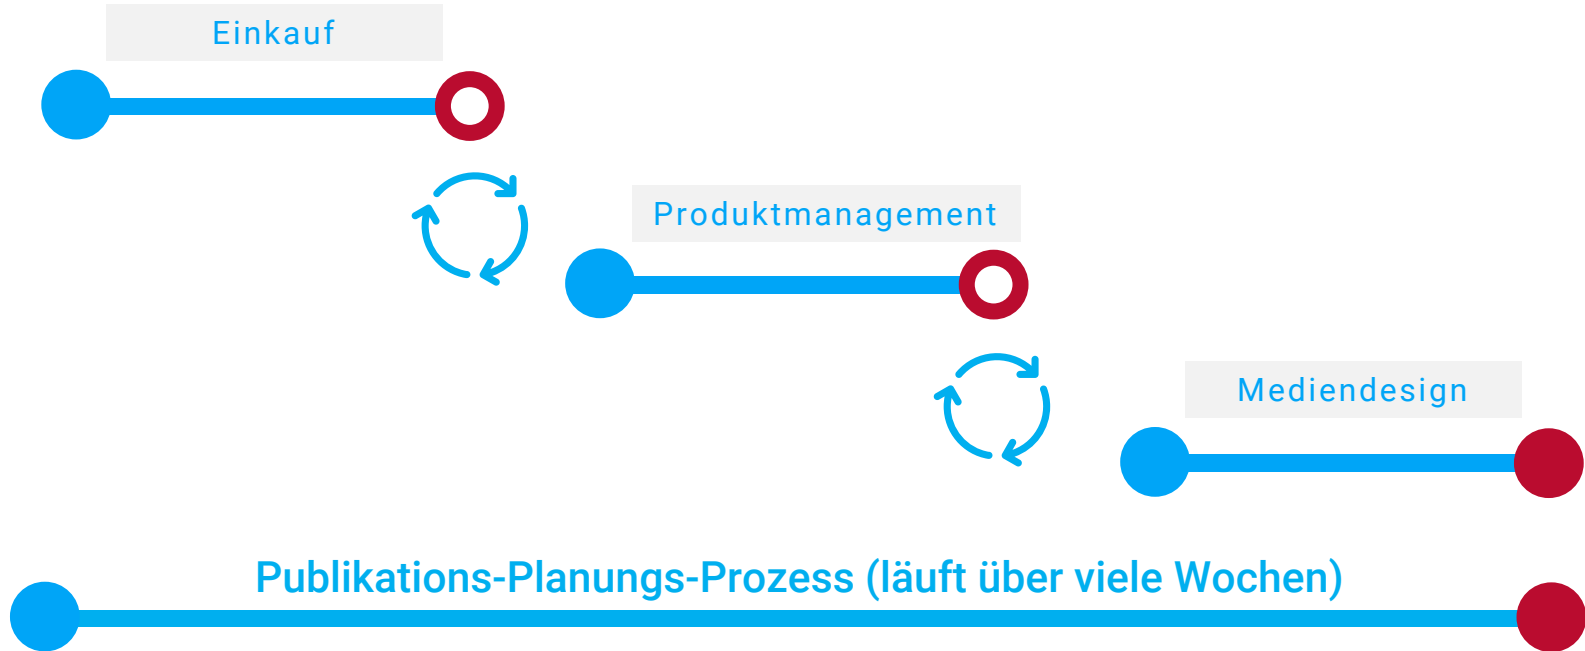 Einkauf
Produktmanagement
Mediendesign
Publikations-Planungs-Prozess (läuft über viele Wochen)